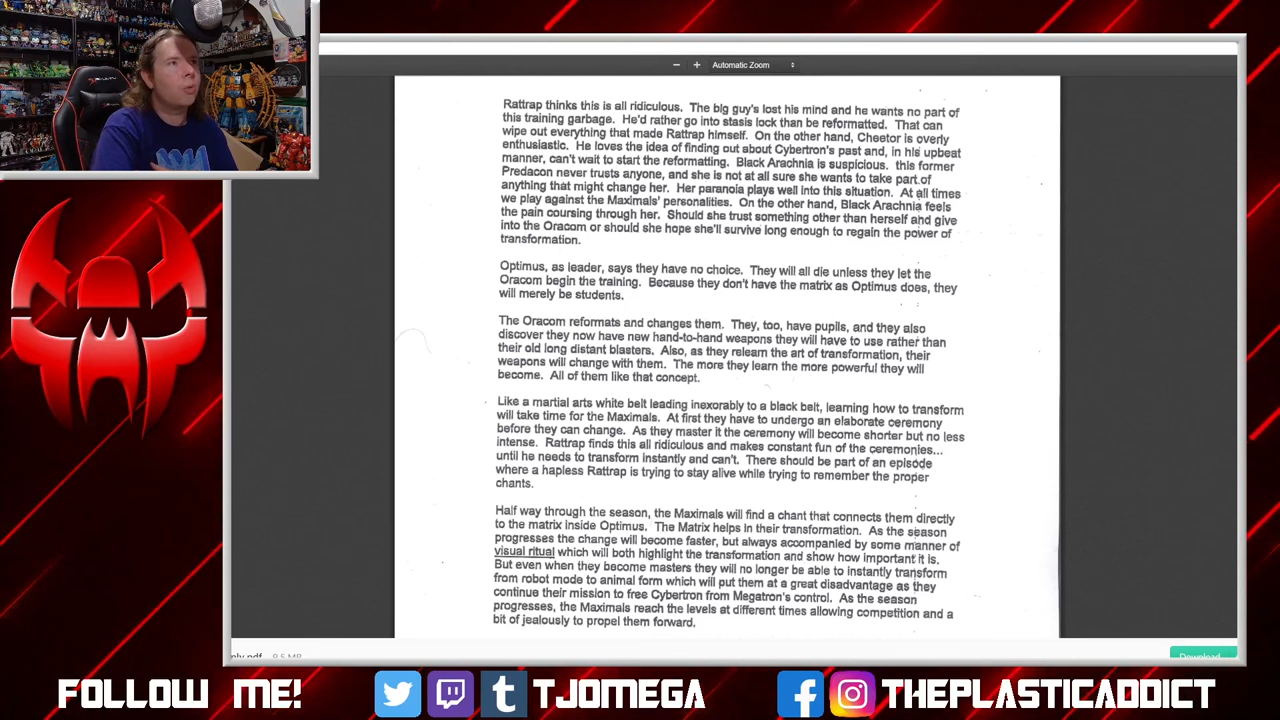 Automatic Zoom
Rattrap thinks this is all ridiculous. The big guy's lost his mind and he wants no part of
this training garbage. He'd rather go into stasis lock than be reformatted. That can
wipe out everything that made Rattrap himself. On the other hand, Cheetor is overly
enthusiastic. He loves the idea of finding out about Cybertron's past and, in his upbeat
manner, can't wait to start the reformatting. Black Arachnia is suspicious. this former
Predacon never trusts anyone, and she is not at all sure she wants to take part of
anything that might change her. Her paranoia plays well into this situation. At all times
we play against the Maximals' personalities. On the other hand, Black Arachnia feels
the pain coursing through her. Should she trust something other than herself and give
into the Oracom or should she hope she'll survive long enough to regain the power of
transformation.
Optimus, as leader, says they have no choice. They will all die unless they let the
Oracom begin the training. Because they don't have the matrix as Optimus does, they
will merely be students.
The Oracom reformats and changes them. They, too, have pupils, and they also
discover they now have new hand-to-hand weapons they will have to use rather than
their old long distant blasters. Also, as they relearn the art of transformation, their
weapons will change with them. The more they learn the more powerful they will
become. All of them like that concept.
Like a martial arts white belt leading inexorably to a black belt, learning how to transform
will take time for the Maximals. At first they have to undergo an elaborate ceremony
before they can change. As they master it the ceremony will become shorter but no less
intense. Rattrap finds this all ridiculous and makes constant fun of the ceremonies...
until he needs to transform instantly and can't. There should be part of an episode
where a hapless Rattrap is trying to stay alive while trying to remember the proper
chants.
Half way through the season, the Maximals will find a chant that connects them directly
to the matrix inside Optimus. The Matrix helps in their transformation. As the season
progresses the change will become faster, but always accompanied by some manner of
visual ritual which will both highlight the transformation and show how important it is.
But even when they become masters they will no longer be able to instantly transform
from robot mode to animal form which will put them at a great disadvantage as they
continue their mission to free Cybertron from Megatron's control. As the season
progresses, the Maximals reach the levels at different times allowing competition and a
bit of jealously to propel them forward.
9.5 MB
Download
FOLLOW ME!
TJOMEGA
THEPLASTICADDICT